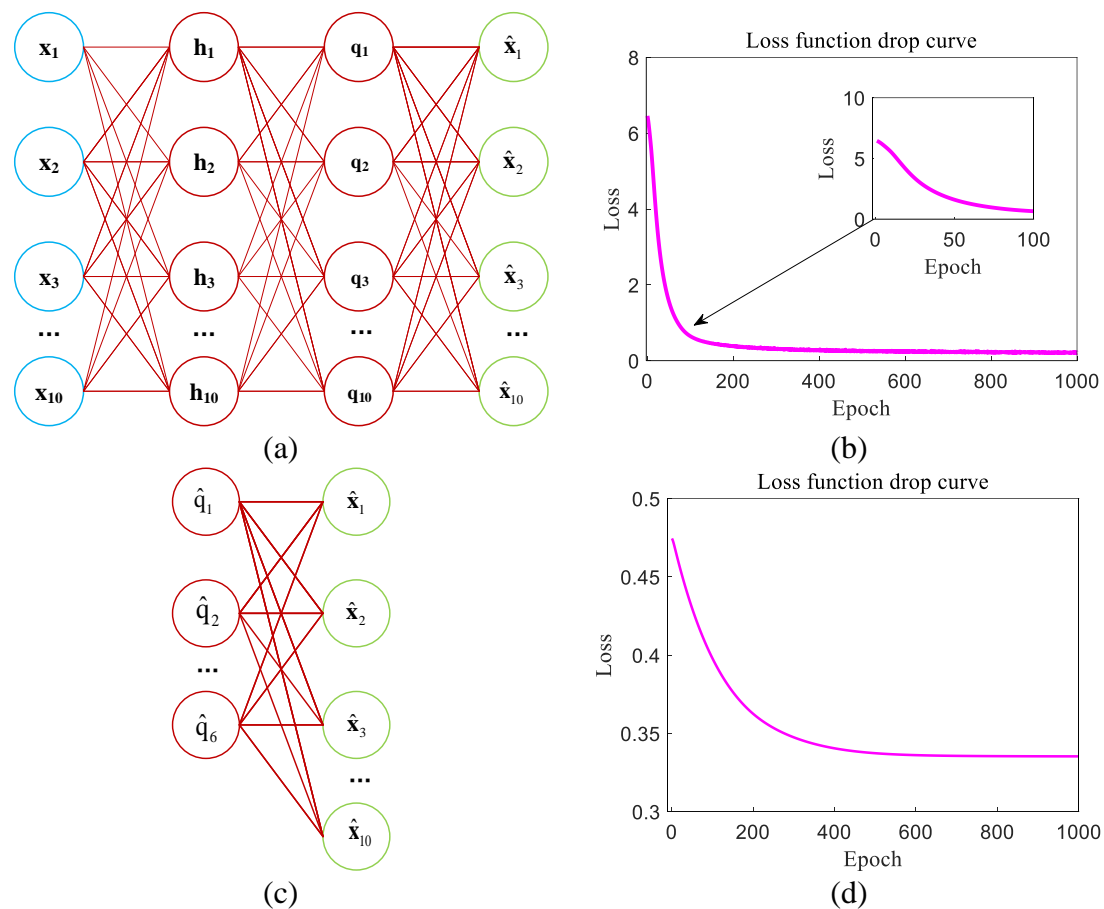 x₁ h₁ q₁ x̂₁
x₂ h₂ q₂ x̂₂
x₃ h₃ q₃ x̂₃
... ... ... ...
x₁₀ h₁₀ q₁₀ x̂₁₀
(a)
Loss function drop curve
8
6
4
2
0
Loss
0 200 400 600 800 1000
Epoch
10
5
0
Loss
0 50 100
Epoch
(b)
q̂₁ x̂₁
q̂₂ x̂₂
...
q̂₆ x̂₃
...
x̂₁₀
(c)
Loss function drop curve
0.5
0.45
0.4
0.35
0.3
Loss
0 200 400 600 800 1000
Epoch
(d)